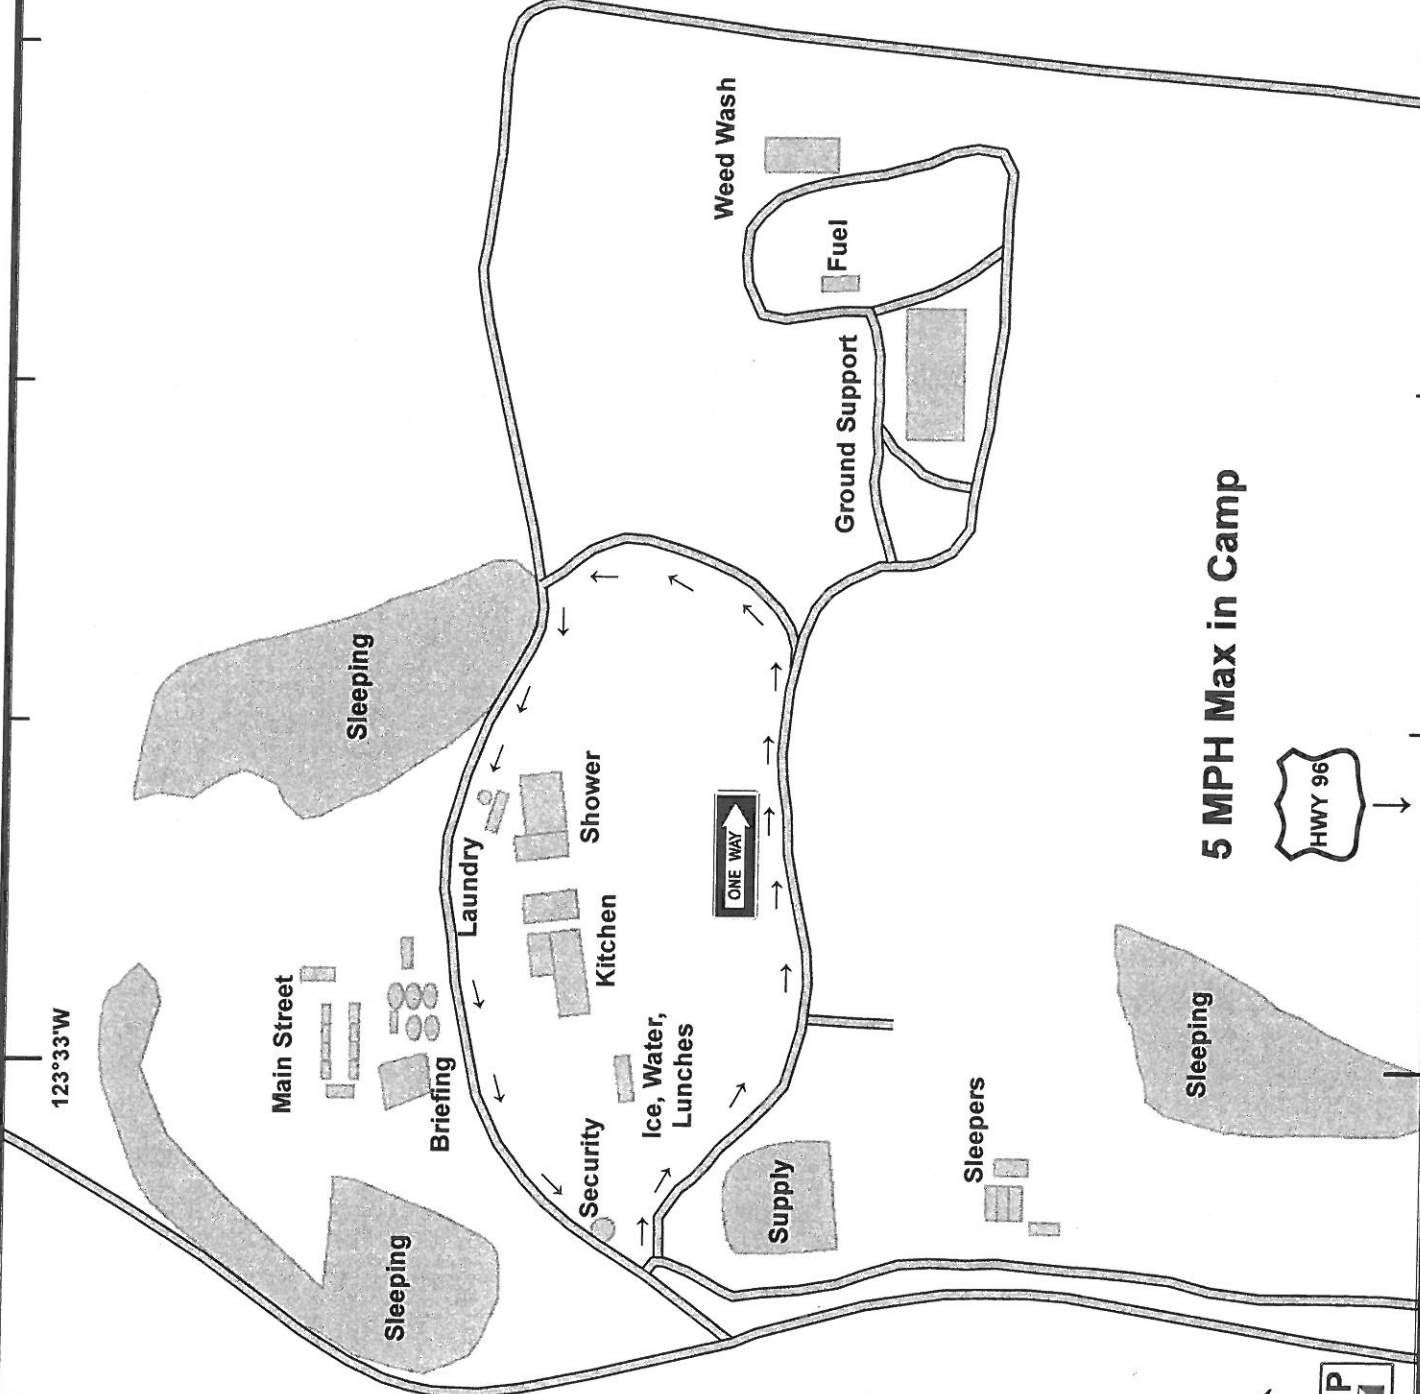 Weed Wash
Fuel
Ground Support
Sleeping
Shower
Laundry
ONE WAY
Kitchen
5 MPH Max in Camp
HWY 96
Main Street
123°33'W
Briefing
Ice, Water,
Lunches
Security
Supply
Sleepers
Sleeping
Sleeping
P